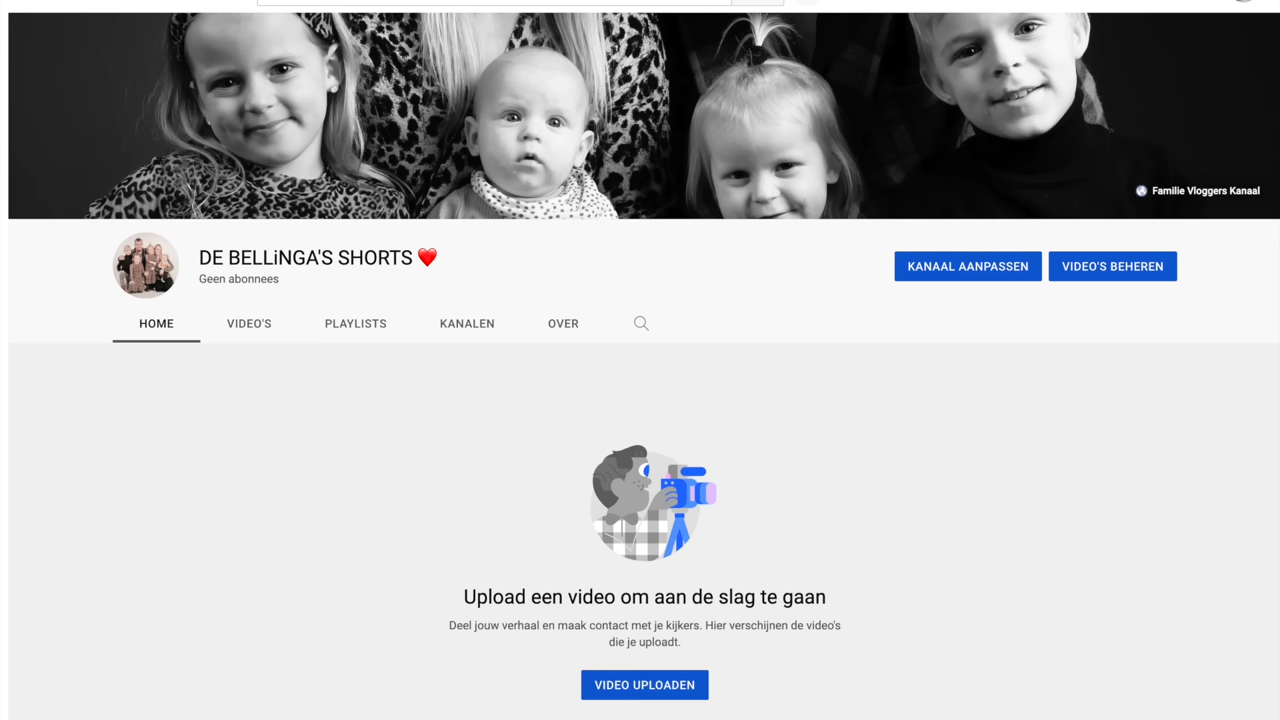 Familie Vloggers Kanaal
DE BELLiNGA'S SHORTS ❤️
Geen abonnees
KANAAL AANPASSEN
VIDEO'S BEHEREN
HOME
VIDEO'S
PLAYLISTS
KANALEN
OVER
Upload een video om aan de slag te gaan
Deel jouw verhaal en maak contact met je kijkers. Hier verschijnen de video's
die je uploadt.
VIDEO UPLOADEN